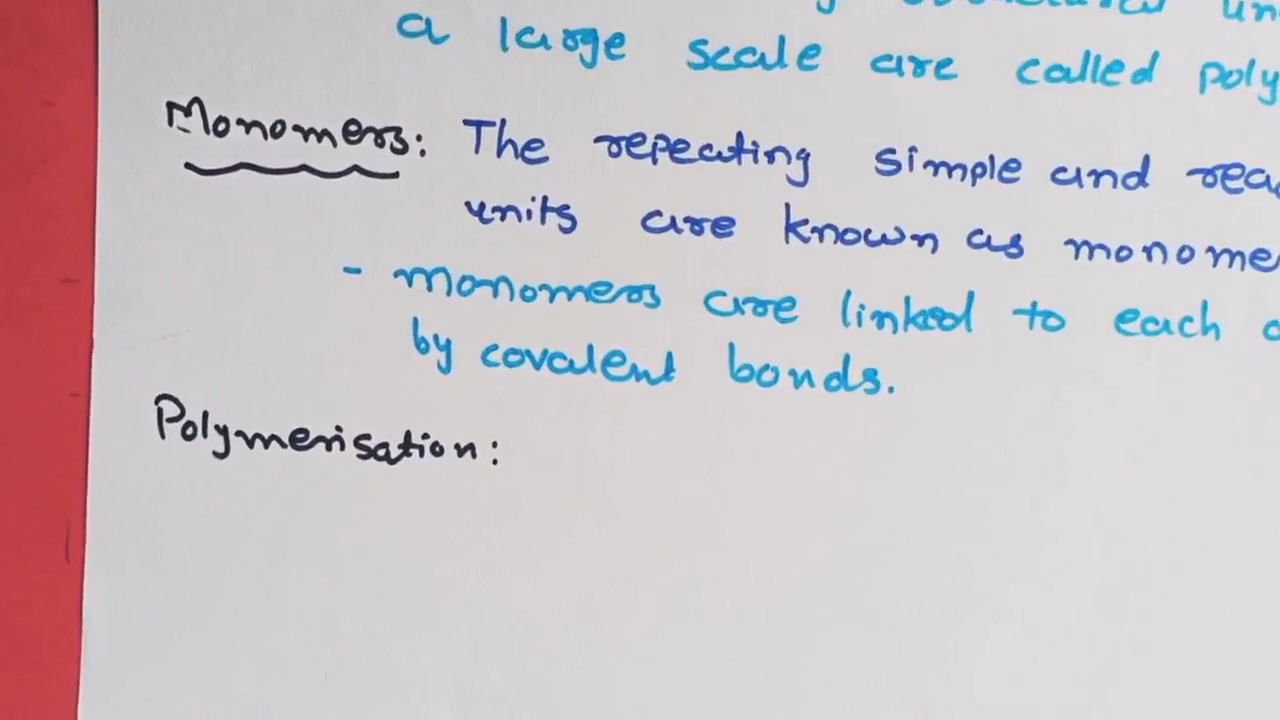 a large scale are called poly
Monomers: The repeating simple and rea
units are known as monome
- monomers are linked to each o
by covalent bonds.
Polymerisation: